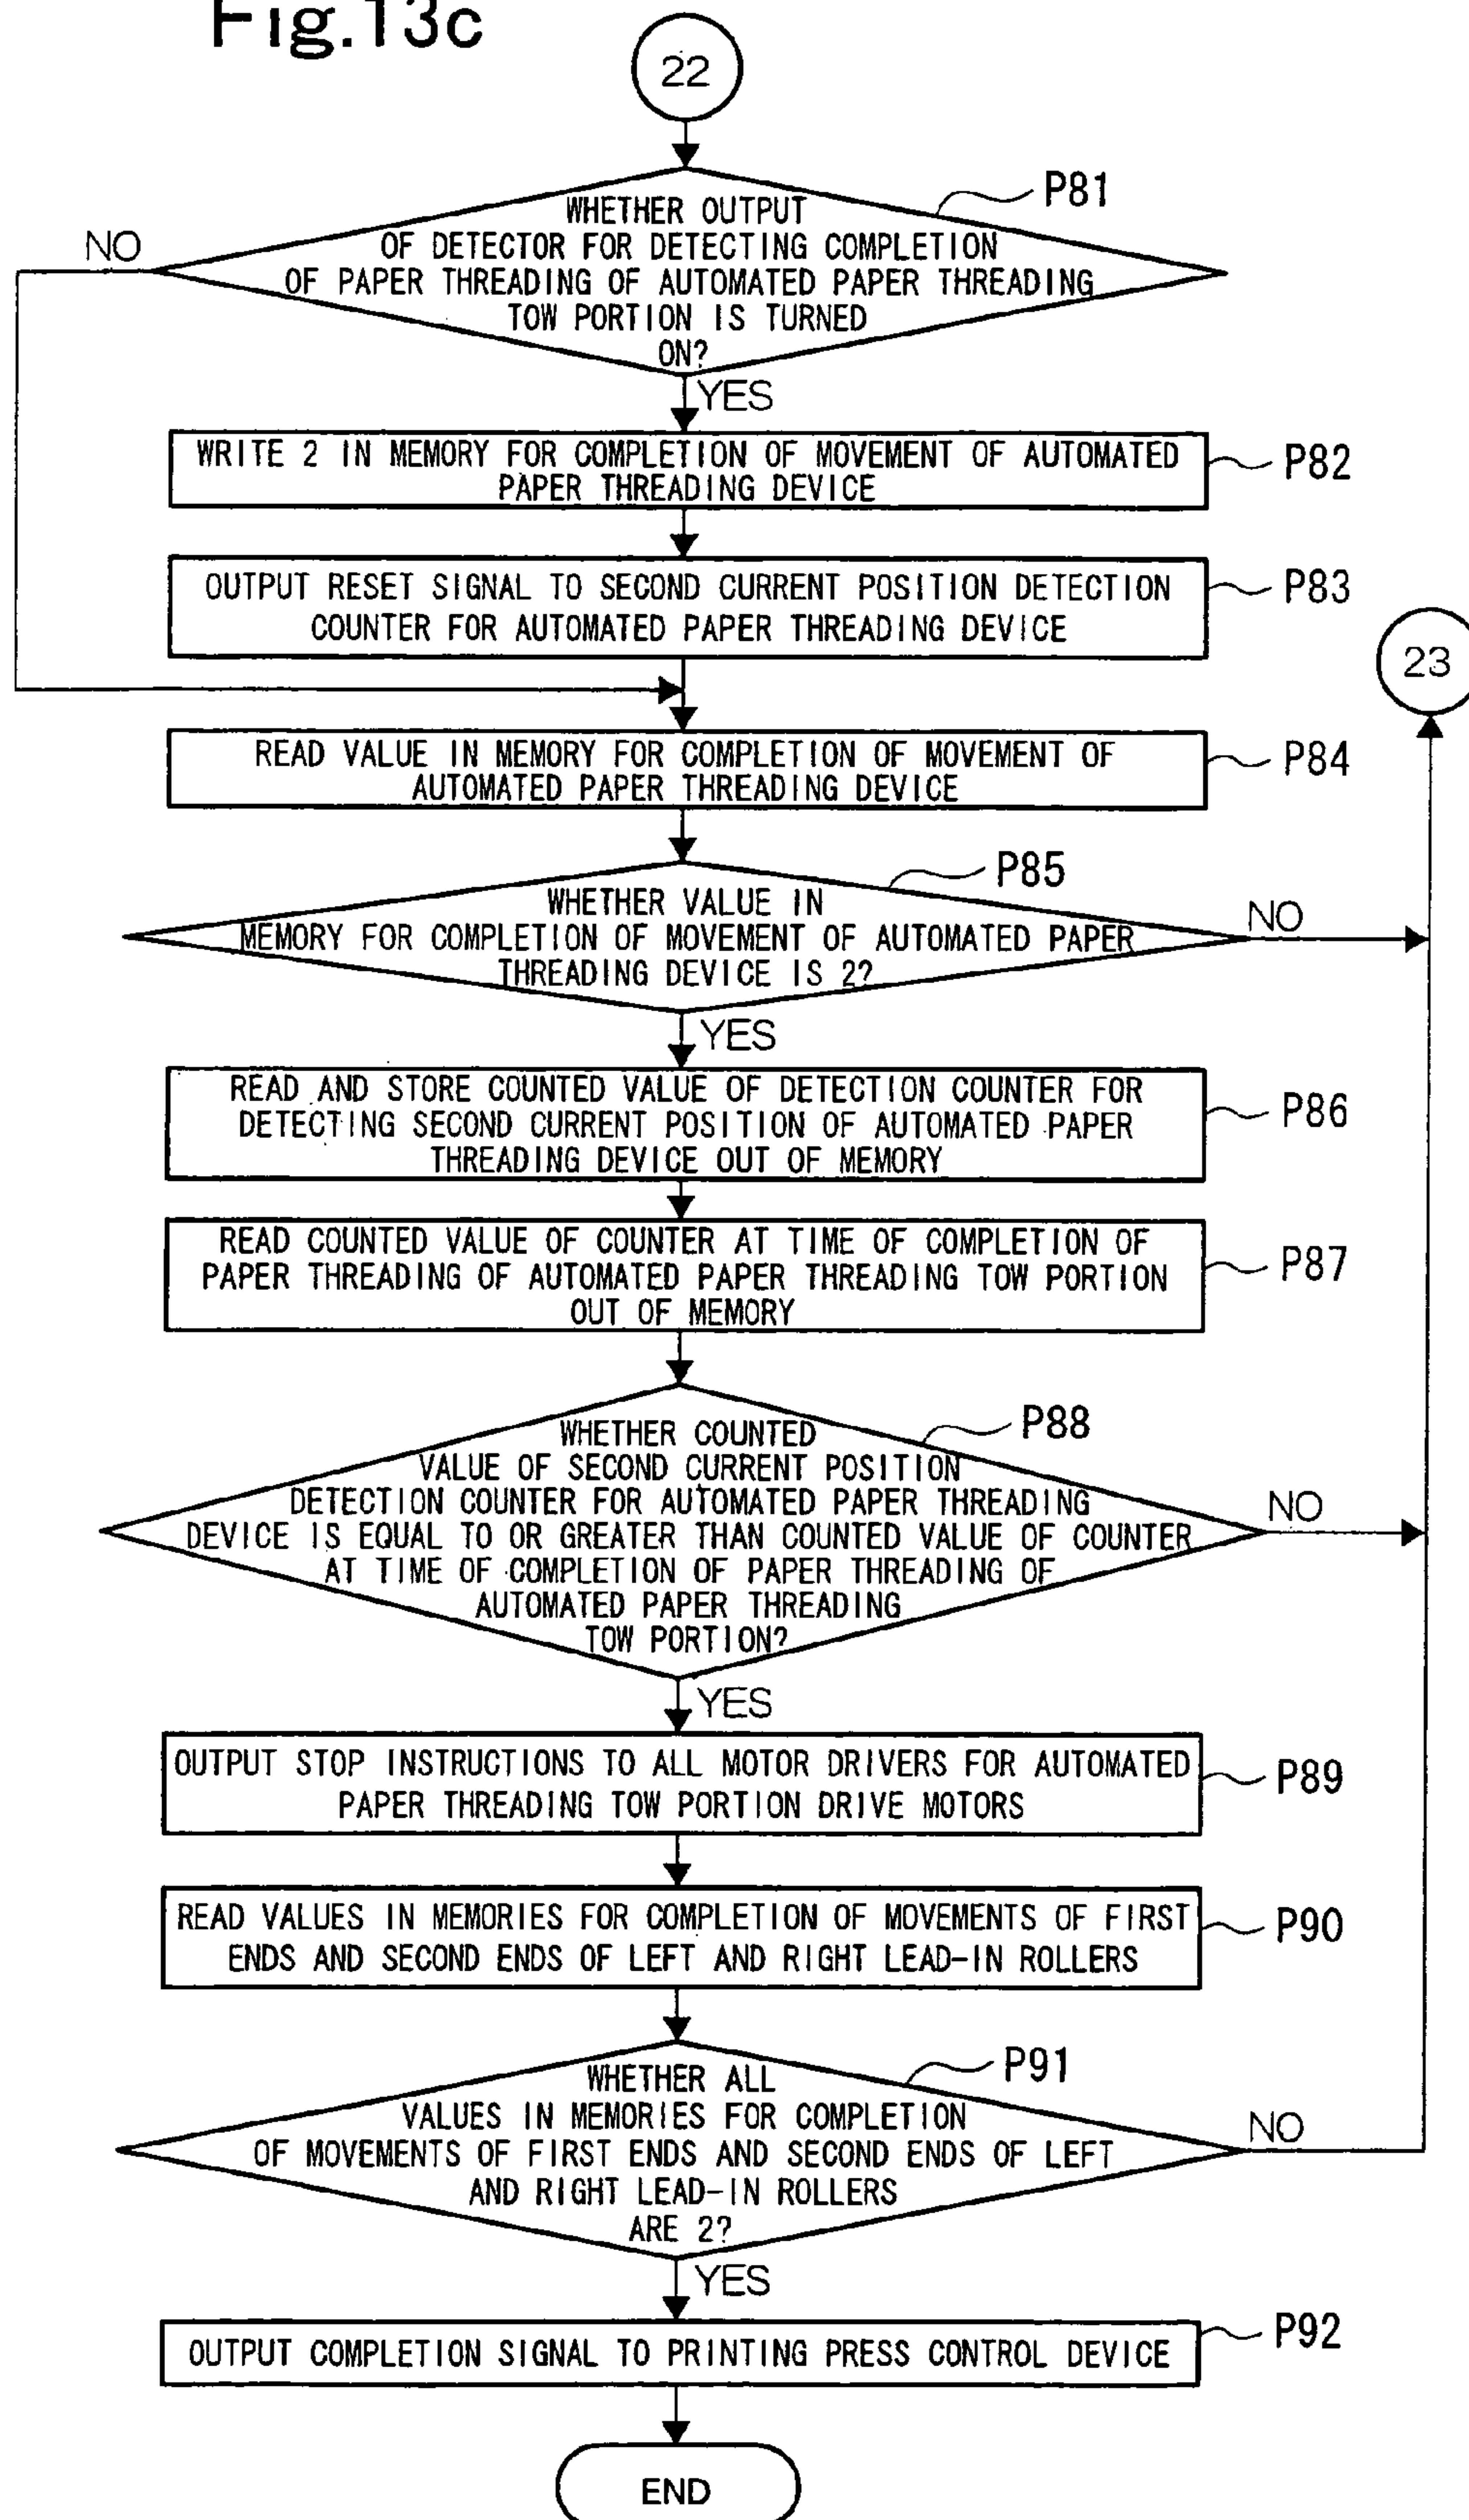 Fig.13c
22
P81
WHETHER OUTPUT
OF DETECTOR FOR DETECTING COMPLETION
OF PAPER THREADING OF AUTOMATED PAPER THREADING
TOW PORTION IS TURNED
ON?
NO
YES
WRITE 2 IN MEMORY FOR COMPLETION OF MOVEMENT OF AUTOMATED
PAPER THREADING DEVICE
P82
OUTPUT RESET SIGNAL TO SECOND CURRENT POSITION DETECTION
COUNTER FOR AUTOMATED PAPER THREADING DEVICE
P83
23
READ VALUE IN MEMORY FOR COMPLETION OF MOVEMENT OF
AUTOMATED PAPER THREADING DEVICE
P84
P85
WHETHER VALUE IN
MEMORY FOR COMPLETION OF MOVEMENT OF AUTOMATED PAPER
THREADING DEVICE IS 2?
NO
YES
READ AND STORE COUNTED VALUE OF DETECTION COUNTER FOR
DETECTING SECOND CURRENT POSITION OF AUTOMATED PAPER
THREADING DEVICE OUT OF MEMORY
P86
READ COUNTED VALUE OF COUNTER AT TIME OF COMPLETION OF
PAPER THREADING OF AUTOMATED PAPER THREADING TOW PORTION
OUT OF MEMORY
P87
P88
WHETHER COUNTED
VALUE OF SECOND CURRENT POSITION
DETECTION COUNTER FOR AUTOMATED PAPER THREADING
DEVICE IS EQUAL TO OR GREATER THAN COUNTED VALUE OF COUNTER
AT TIME OF COMPLETION OF PAPER THREADING OF
AUTOMATED PAPER THREADING
TOW PORTION?
NO
YES
OUTPUT STOP INSTRUCTIONS TO ALL MOTOR DRIVERS FOR AUTOMATED
PAPER THREADING TOW PORTION DRIVE MOTORS
P89
READ VALUES IN MEMORIES FOR COMPLETION OF MOVEMENTS OF FIRST
ENDS AND SECOND ENDS OF LEFT AND RIGHT LEAD-IN ROLLERS
P90
P91
WHETHER ALL
VALUES IN MEMORIES FOR COMPLETION
OF MOVEMENTS OF FIRST ENDS AND SECOND ENDS OF LEFT
AND RIGHT LEAD-IN ROLLERS
ARE 2?
NO
YES
OUTPUT COMPLETION SIGNAL TO PRINTING PRESS CONTROL DEVICE
P92
END